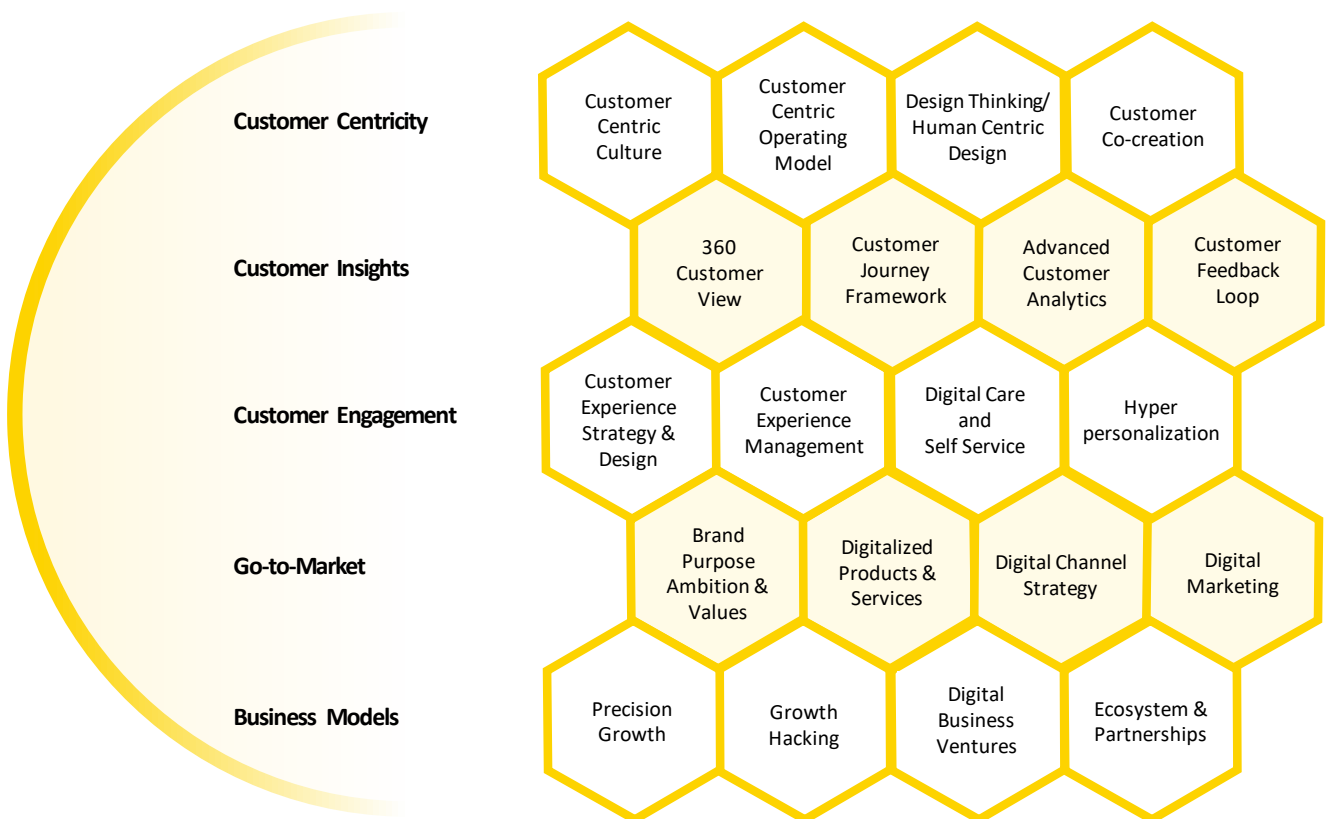 Customer Centricity
Customer
Centric
Culture
Customer
Centric
Operating
Model
Design Thinking/
Human Centric
Design
Customer
Co-creation
Customer Insights
360
Customer
View
Customer
Journey
Framework
Advanced
Customer
Analytics
Customer
Feedback
Loop
Customer Engagement
Customer
Experience
Strategy &
Design
Customer
Experience
Management
Digital Care
and
Self Service
Hyper
personalization
Go-to-Market
Brand
Purpose
Ambition &
Values
Digitalized
Products &
Services
Digital Channel
Strategy
Digital
Marketing
Business Models
Precision
Growth
Growth
Hacking
Digital
Business
Ventures
Ecosystem &
Partnerships